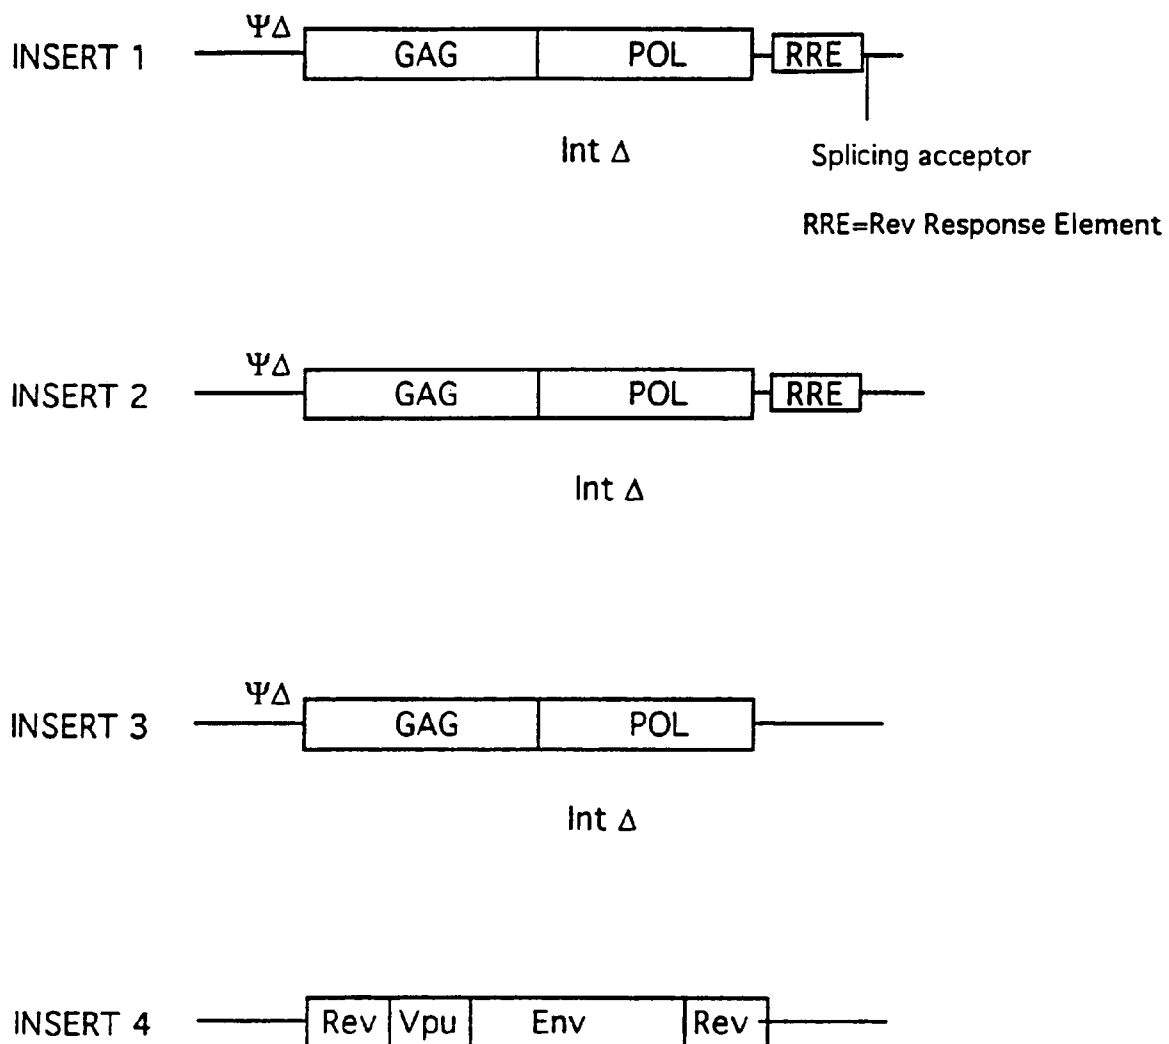 ΨΔ
INSERT 1 GAG POL RRE
Int Δ
Splicing acceptor
RRE=Rev Response Element
ΨΔ
INSERT 2 GAG POL RRE
Int Δ
ΨΔ
INSERT 3 GAG POL
Int Δ
INSERT 4 Rev Vpu Env Rev